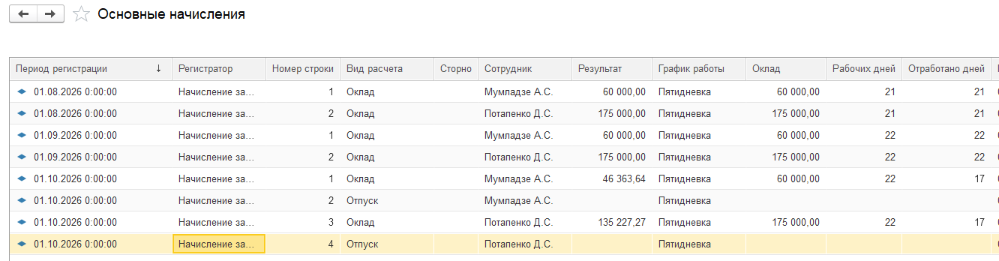 Основные начисления
Период регистрации ↓ Регистратор Номер строки Вид расчета Сторно Сотрудник Результат График работы Оклад Рабочих дней Отработано дней
01.08.2026 0:00:00 Начисление за... 1 Оклад Мумладзе А.С. 60 000,00 Пятидневка 60 000,00 21 21
01.08.2026 0:00:00 Начисление за... 2 Оклад Потапенко Д.С. 175 000,00 Пятидневка 175 000,00 21 21
01.09.2026 0:00:00 Начисление за... 1 Оклад Мумладзе А.С. 60 000,00 Пятидневка 60 000,00 22 22
01.09.2026 0:00:00 Начисление за... 2 Оклад Потапенко Д.С. 175 000,00 Пятидневка 175 000,00 22 22
01.10.2026 0:00:00 Начисление за... 1 Оклад Мумладзе А.С. 46 363,64 Пятидневка 60 000,00 22 17
01.10.2026 0:00:00 Начисление за... 2 Отпуск Мумладзе А.С. Пятидневка
01.10.2026 0:00:00 Начисление за... 3 Оклад Потапенко Д.С. 135 227,27 Пятидневка 175 000,00 22 17
01.10.2026 0:00:00 Начисление за... 4 Отпуск Потапенко Д.С. Пятидневка